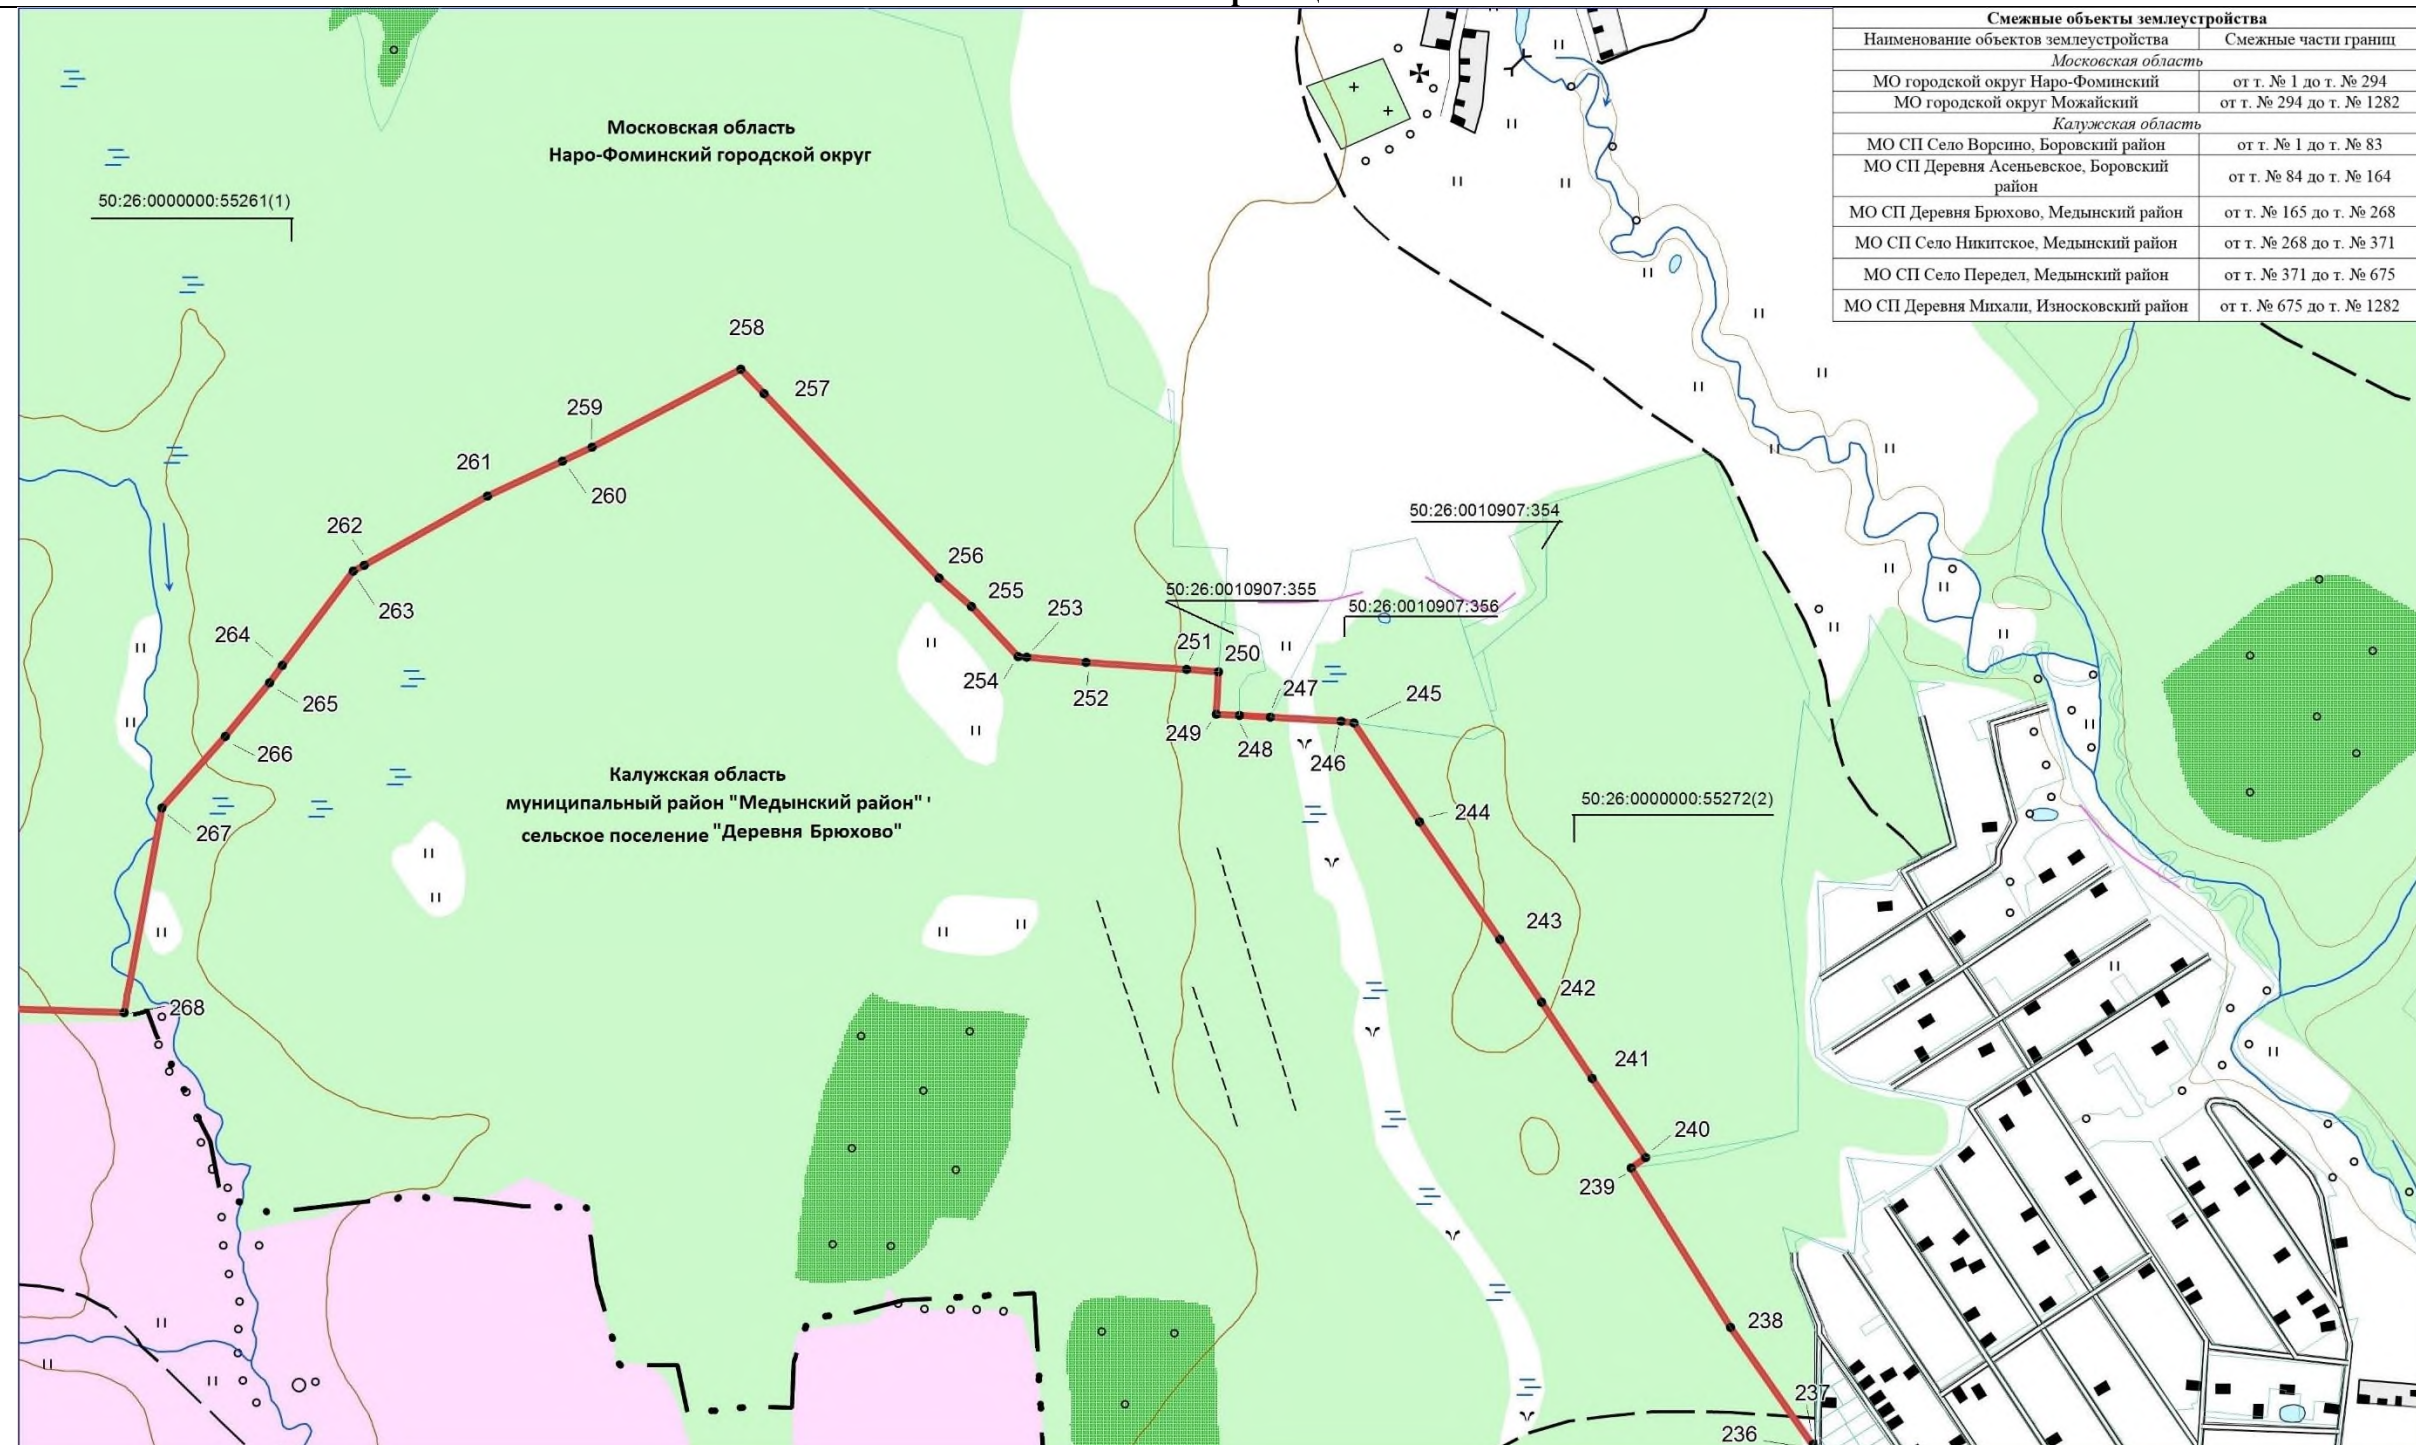 Смежные объекты землеустройства
Наименование объектов землеустройства Смежные части границ
Московская область
МО городской округ Наро-Фоминский от т. № 1 до т. № 294
МО городской округ Можайский от т. № 294 до т. № 1282
Калужская область
МО СП Село Ворсино, Боровский район от т. № 1 до т. № 83
МО СП Деревня Асеньевское, Боровский
район от т. № 84 до т. № 164
МО СП Деревня Брюхово, Медынский район от т. № 165 до т. № 268
МО СП Село Никитское, Медынский район от т. № 268 до т. № 371
МО СП Село Передел, Медынский район от т. № 371 до т. № 675
МО СП Деревня Михали, Износковский район от т. № 675 до т. № 1282
Московская область
Наро-Фоминский городской округ
50:26:0000000:55261(1)
258
257
259
261
260
262
263
264
265
266
267
268
256
255
253
254
252
251
250
249
248
247
246
245
50:26:0010907:354
50:26:0010907:355
50:26:0010907:356
50:26:0000000:55272(2)
Калужская область
муниципальный район "Медынский район" '
сельское поселение "Деревня Брюхово"
244
243
242
241
240
239
238
237
236